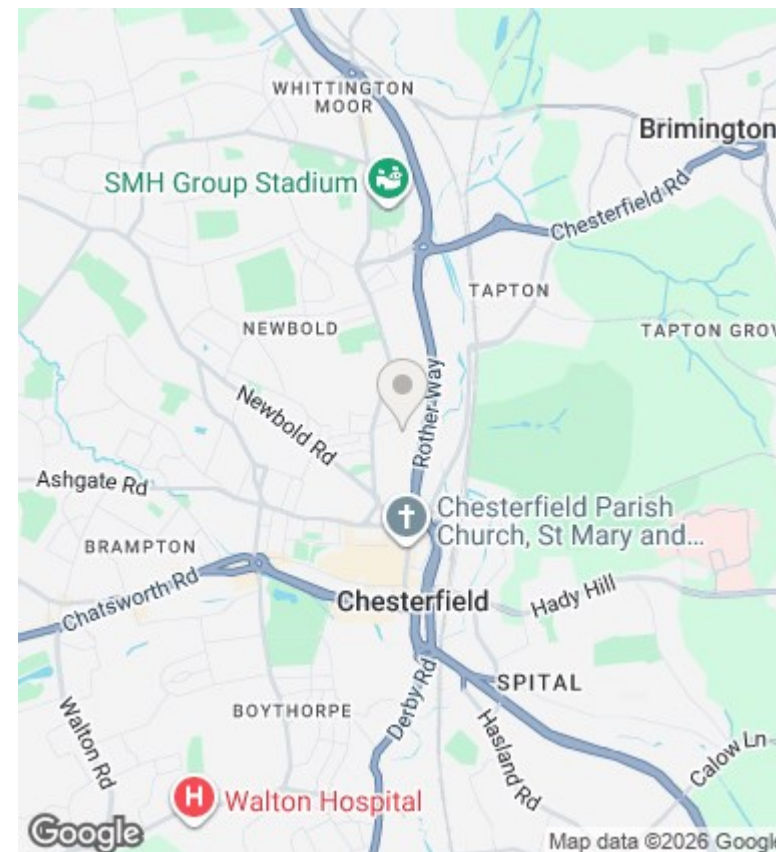 WHITTINGTON
MOOR
Brimington
SMH Group Stadium
Chesterfield Rd
TAPTON
NEWBOLD
TAPTON GROV
Newbold Rd
Rother Way
Ashgate Rd
Chesterfield Parish
Church, St Mary and...
BRAMPTON
Chatsworth Rd
Chesterfield
Hady Hill
SPITAL
BOYTHORPE
Derby Rd
Walton Rd
Hasland Rd
Calow Ln
H
Walton Hospital
Google
Map data ©2026 Google